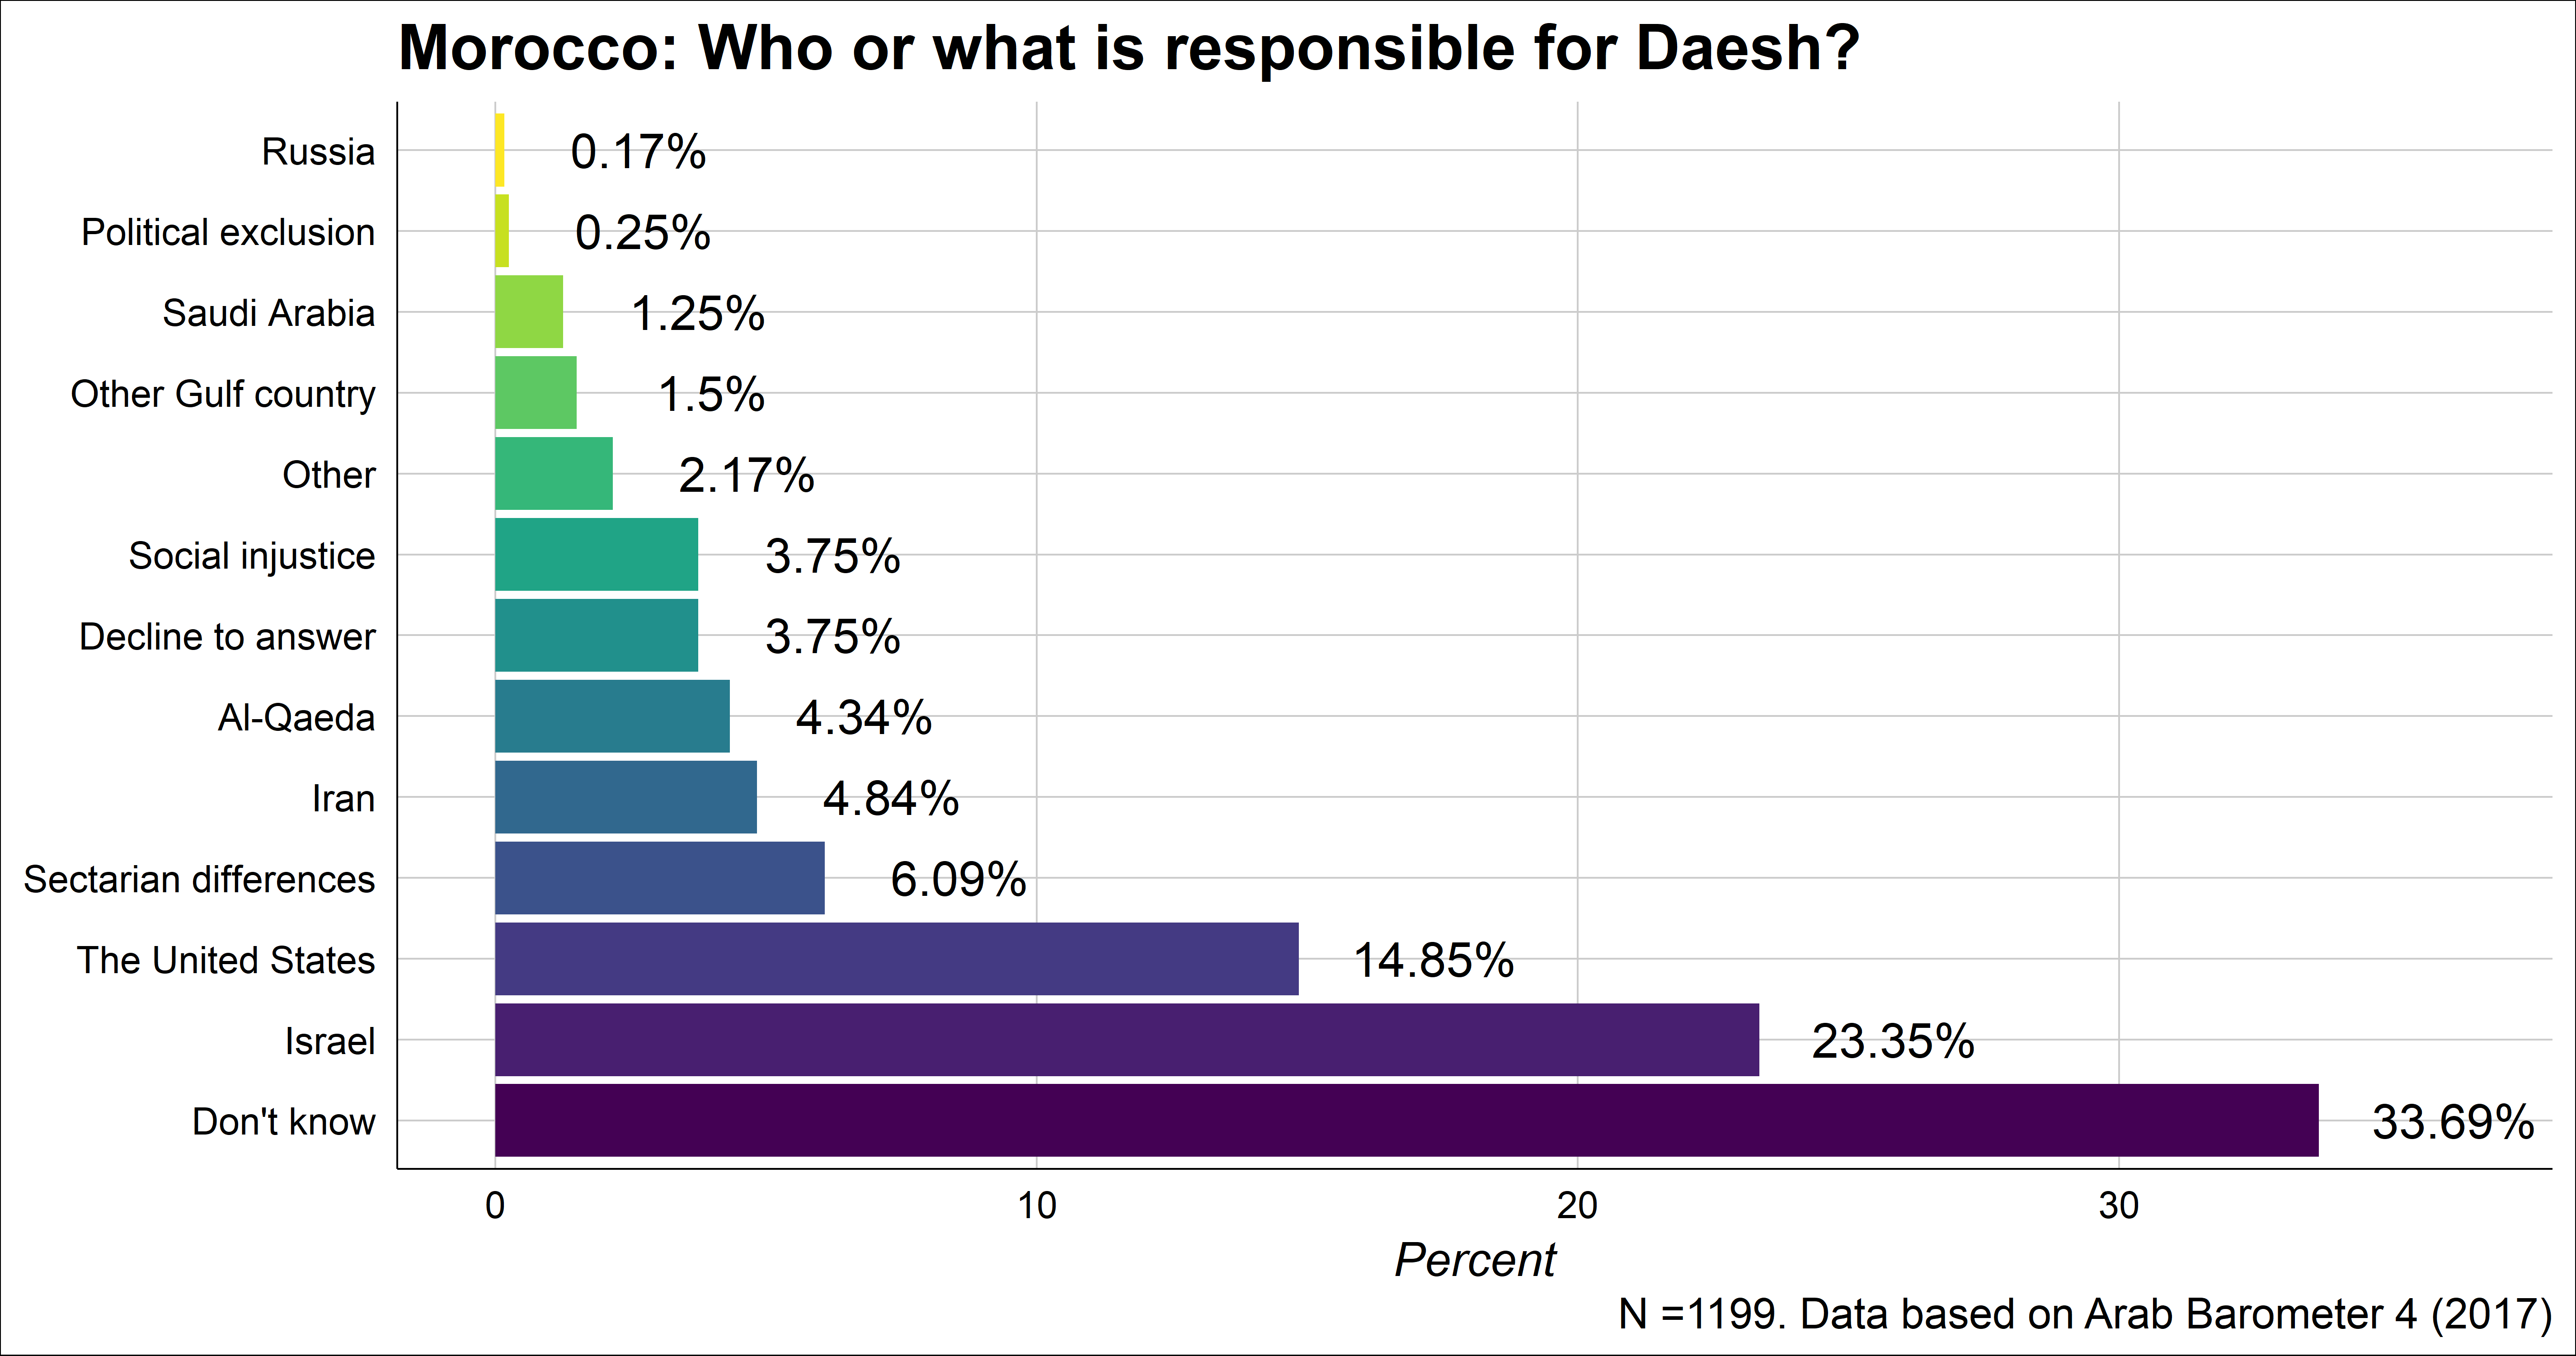 Morocco: Who or what is responsible for Daesh?
Russia 0.17%
Political exclusion 0.25%
Saudi Arabia 1.25%
Other Gulf country 1.5%
Other 2.17%
Social injustice 3.75%
Decline to answer 3.75%
Al-Qaeda 4.34%
Iran 4.84%
Sectarian differences 6.09%
The United States 14.85%
Israel 23.35%
Don't know 33.69%
0 10 20 30
Percent
N =1199. Data based on Arab Barometer 4 (2017)